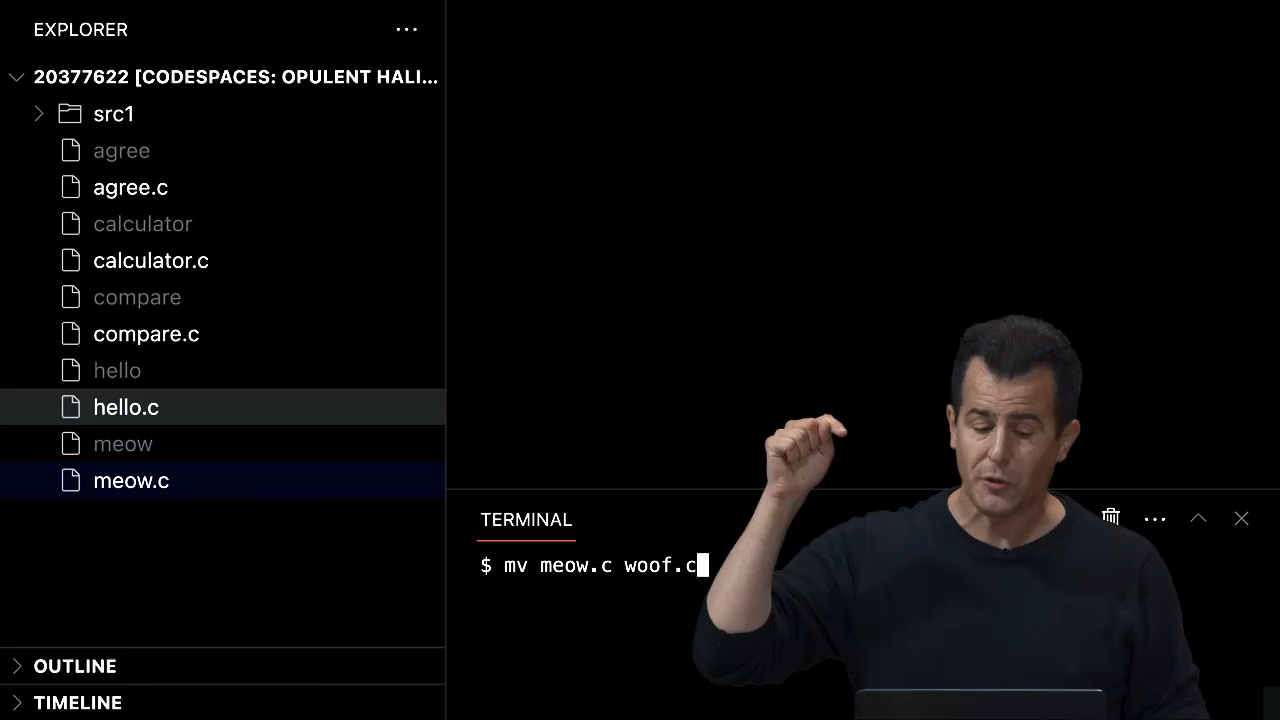 EXPLORER
20377622 [CODESPACES: OPULENT HALI...
src1
agree
agree.c
calculator
calculator.c
compare
compare.c
hello
hello.c
meow
meow.c
OUTLINE
TIMELINE
TERMINAL
$ mv meow.c woof.c